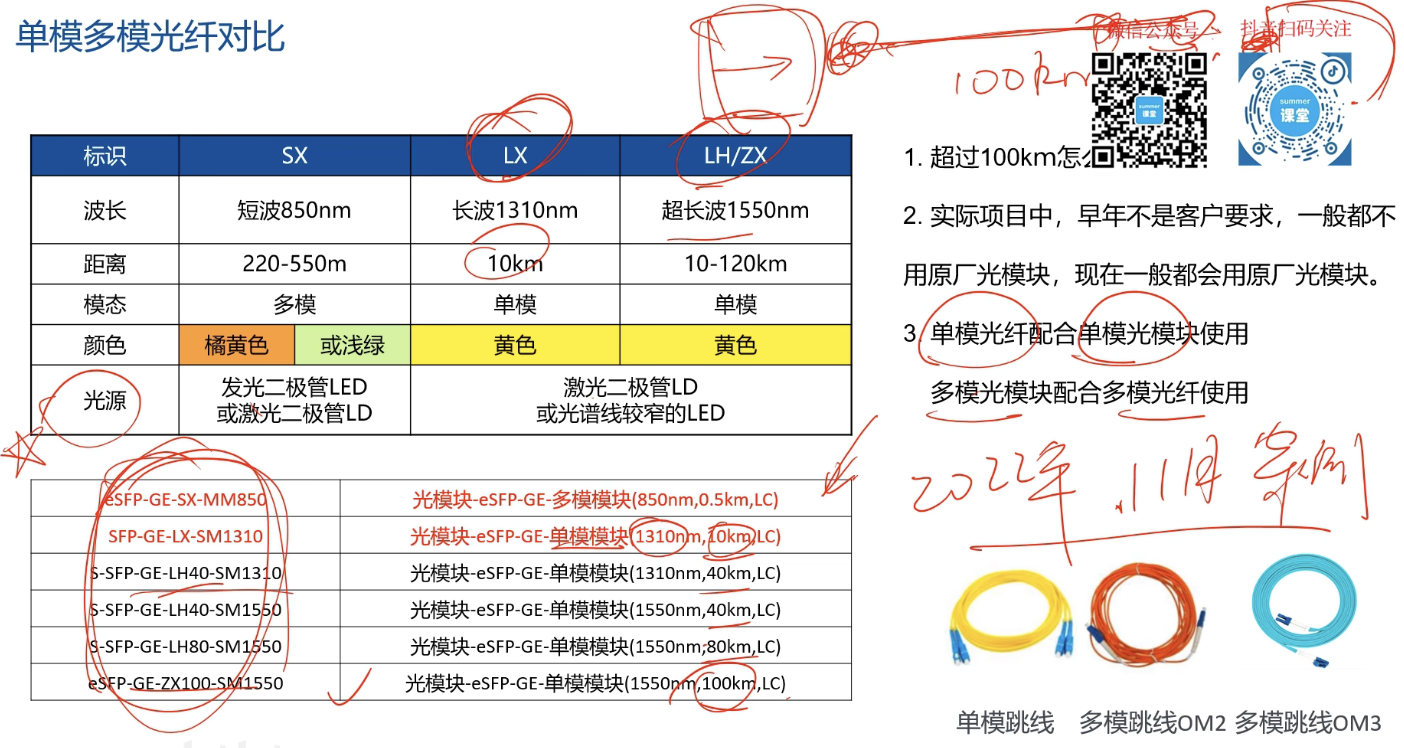 单模多模光纤对比
微信公众号
抖音扫码关注
100km
summer
课堂
summer
课堂
标识 SX LX LH/ZX
波长 短波850nm 长波1310nm 超长波1550nm
距离 220-550m 10km 10-120km
模态 多模 单模 单模
颜色 橘黄色 或浅绿 黄色 黄色
光源 发光二极管LED 激光二极管LD
或激光二极管LD 或光谱线较窄的LED
1. 超过100km怎
2. 实际项目中，早年不是客户要求，一般都不
用原厂光模块，现在一般都会用原厂光模块。
3. 单模光纤配合单模光模块使用
多模光模块配合多模光纤使用
2022年.11月 案例
eSFP-GE-SX-MM850 光模块-eSFP-GE-多模模块(850nm,0.5km,LC)
SFP-GE-LX-SM1310 光模块-eSFP-GE-单模模块(1310nm,10km,LC)
S-SFP-GE-LH40-SM1310 光模块-eSFP-GE-单模模块(1310nm,40km,LC)
S-SFP-GE-LH40-SM1550 光模块-eSFP-GE-单模模块(1550nm,40km,LC)
S-SFP-GE-LH80-SM1550 光模块-eSFP-GE-单模模块(1550nm,80km,LC)
eSFP-GE-ZX100-SM1550 光模块-eSFP-GE-单模模块(1550nm,100km,LC)
单模跳线 多模跳线OM2 多模跳线OM3